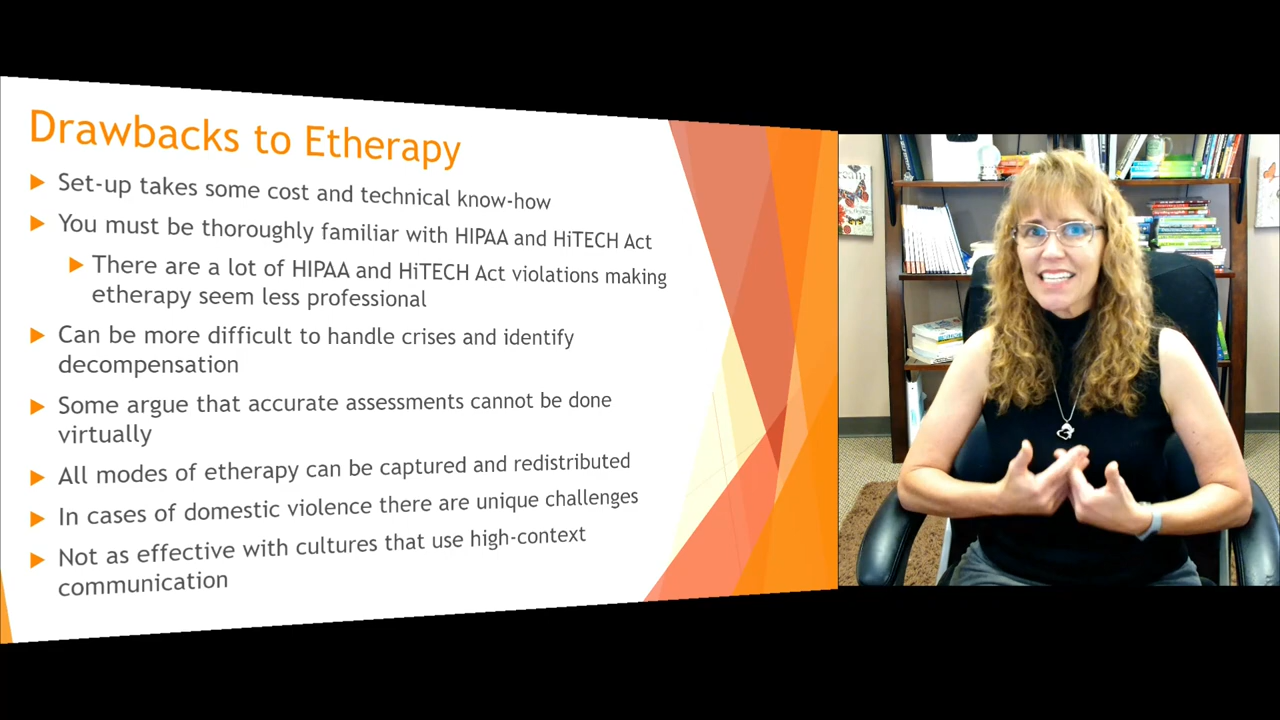 Drawbacks to Etherapy
Set-up takes some cost and technical know-how
You must be thoroughly familiar with HIPAA and HiTECH Act
There are a lot of HIPAA and HiTECH Act violations making
etherapy seem less professional
Can be more difficult to handle crises and identify
decompensation
Some argue that accurate assessments cannot be done
virtually
All modes of etherapy can be captured and redistributed
In cases of domestic violence there are unique challenges
Not as effective with cultures that use high-context
communication